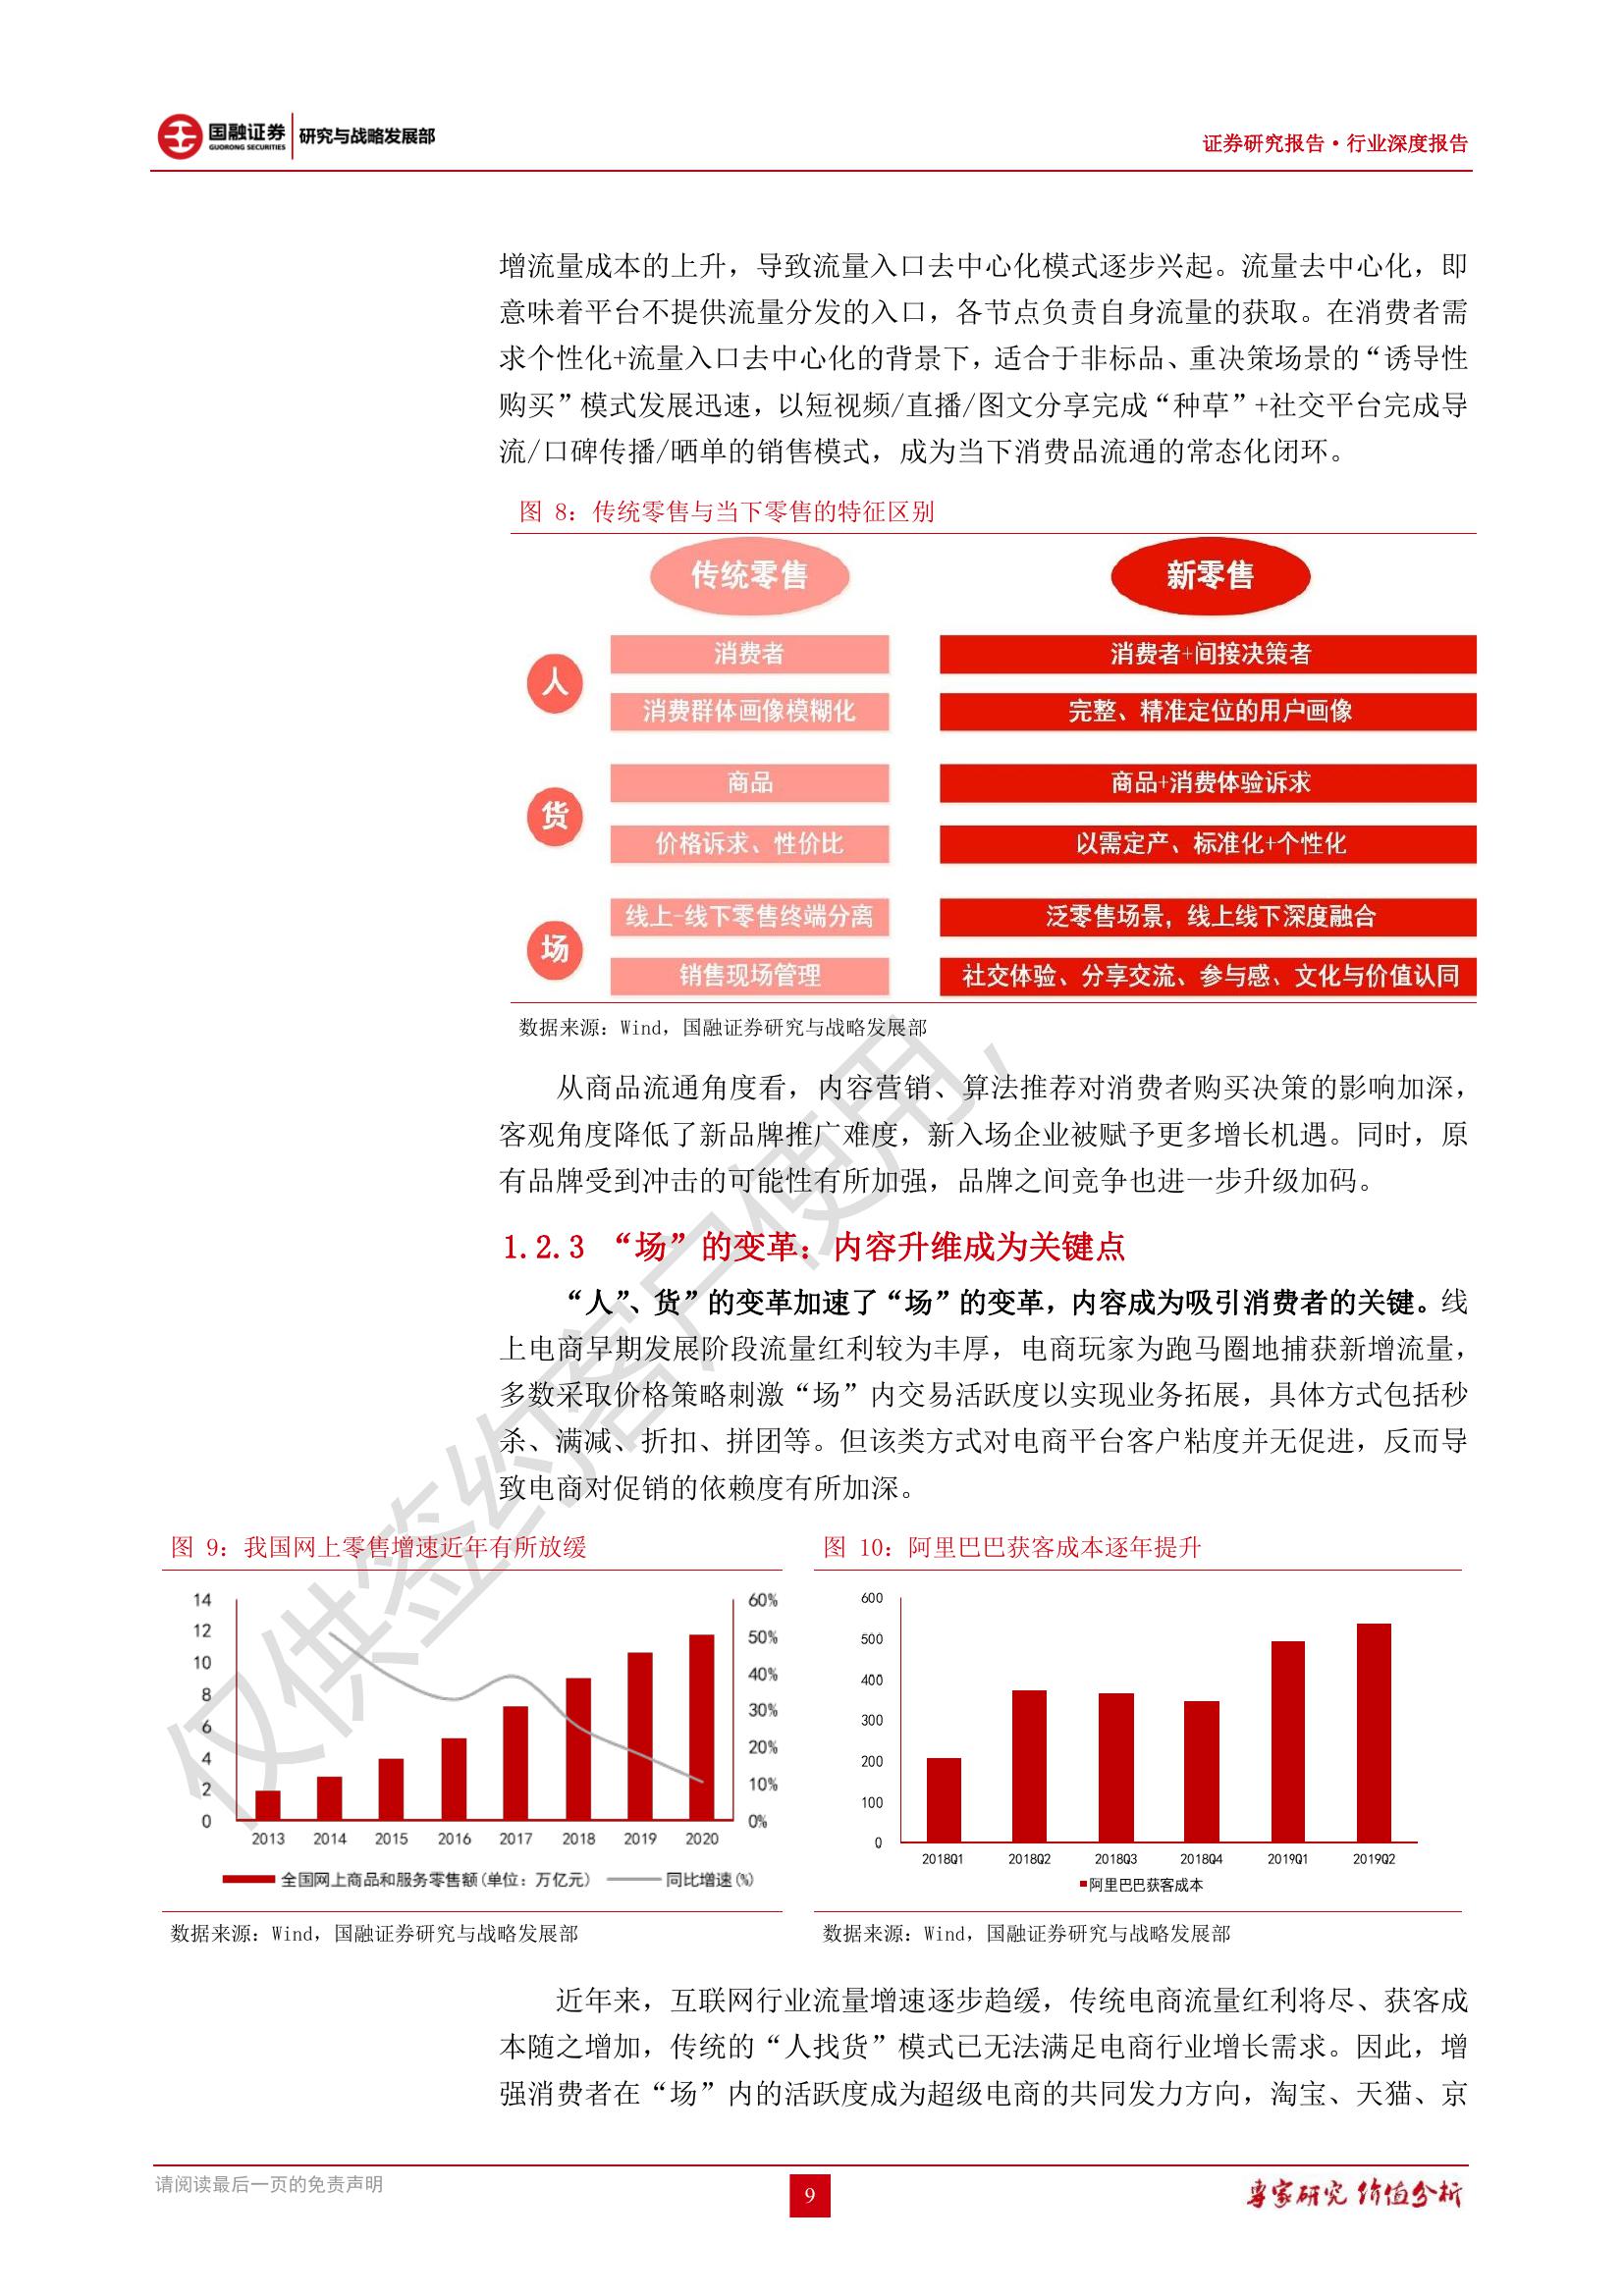 国融证券
GUORONG SECURITIES
研究与战略发展部
证券研究报告·行业深度报告
增流量成本的上升，导致流量入口去中心化模式逐步兴起。流量去中心化，即
意味着平台不提供流量分发的入口，各节点负责自身流量的获取。在消费者需
求个性化+流量入口去中心化的背景下，适合于非标品、重决策场景的“诱导性
购买”模式发展迅速，以短视频/直播/图文分享完成“种草”+社交平台完成导
流/口碑传播/晒单的销售模式，成为当下消费品流通的常态化闭环。
图 8：传统零售与当下零售的特征区别
传统零售
新零售
人
消费者
消费者+间接决策者
消费群体画像模糊化
完整、精准定位的用户画像
货
商品
商品+消费体验诉求
价格诉求、性价比
以需定产、标准化+个性化
场
线上-线下零售终端分离
泛零售场景，线上线下深度融合
销售现场管理
社交体验、分享交流、参与感、文化与价值认同
数据来源：Wind，国融证券研究与战略发展部
从商品流通角度看，内容营销、算法推荐对消费者购买决策的影响加深，
客观角度降低了新品牌推广难度，新入场企业被赋予更多增长机遇。同时，原
有品牌受到冲击的可能性有所加强，品牌之间竞争也进一步升级加码。
1.2.3 “场”的变革：内容升维成为关键点
“人”、货”的变革加速了“场”的变革，内容成为吸引消费者的关键。线
上电商早期发展阶段流量红利较为丰厚，电商玩家为跑马圈地捕获新增流量，
多数采取价格策略刺激“场”内交易活跃度以实现业务拓展，具体方式包括秒
杀、满减、折扣、拼团等。但该类方式对电商平台客户粘度并无促进，反而导
致电商对促销的依赖度有所加深。
图 9：我国网上零售增速近年有所放缓
14
12
10
8
6
4
2
0
60%
50%
40%
30%
20%
10%
0%
2013 2014 2015 2016 2017 2018 2019 2020
全国网上商品和服务零售额(单位：万亿元) 同比增速(%)
数据来源：Wind，国融证券研究与战略发展部
图 10：阿里巴巴获客成本逐年提升
600
500
400
300
200
100
0
2018Q1 2018Q2 2018Q3 2018Q4 2019Q1 2019Q2
阿里巴巴获客成本
数据来源：Wind，国融证券研究与战略发展部
近年来，互联网行业流量增速逐步趋缓，传统电商流量红利将尽、获客成
本随之增加，传统的“人找货”模式已无法满足电商行业增长需求。因此，增
强消费者在“场”内的活跃度成为超级电商的共同发力方向，淘宝、天猫、京
仅供签约客户使用，
请阅读最后一页的免责声明
9
专家研究 价值分析